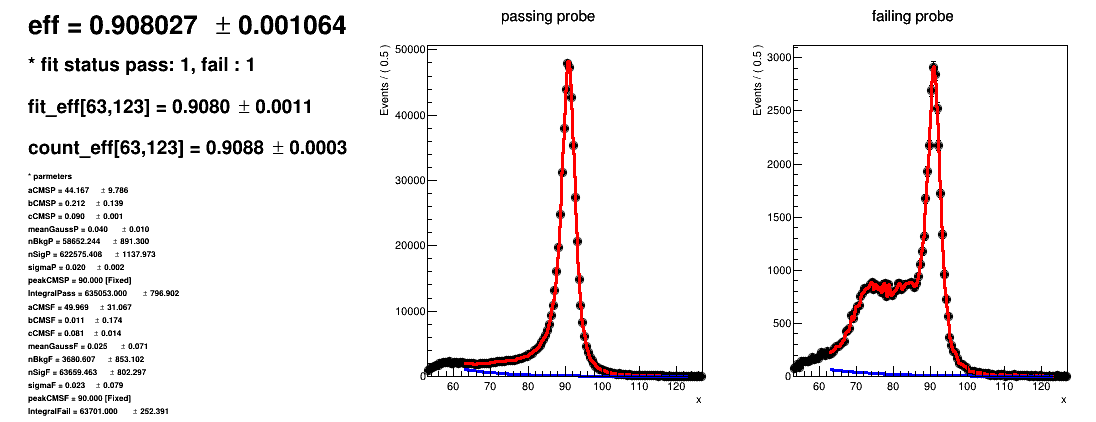 eff = 0.908027 ± 0.001064
* fit status pass: 1, fail : 1
fit_eff[63,123] = 0.9080 ± 0.0011
count_eff[63,123] = 0.9088 ± 0.0003
* parmeters
aCMSP = 44.167 ± 9.786
bCMSP = 0.212 ± 0.139
cCMSP = 0.090 ± 0.001
meanGaussP = 0.040 ± 0.010
nBkgP = 58652.244 ± 891.300
nSigP = 622575.408 ± 1137.973
sigmaP = 0.020 ± 0.002
peakCMSP = 90.000 [Fixed]
IntegralPass = 635053.000 ± 796.902
aCMSF = 49.969 ± 31.067
bCMSF = 0.011 ± 0.174
cCMSF = 0.081 ± 0.014
meanGaussF = 0.025 ± 0.071
nBkgF = 3680.607 ± 853.102
nSigF = 63659.463 ± 802.297
sigmaF = 0.023 ± 0.079
peakCMSF = 90.000 [Fixed]
IntegralFail = 63701.000 ± 252.391
passing probe
Events / ( 0.5 )
50000
40000
30000
20000
10000
0
60 70 80 90 100 110 120
x
failing probe
Events / ( 0.5 )
3000
2500
2000
1500
1000
500
0
60 70 80 90 100 110 120
x